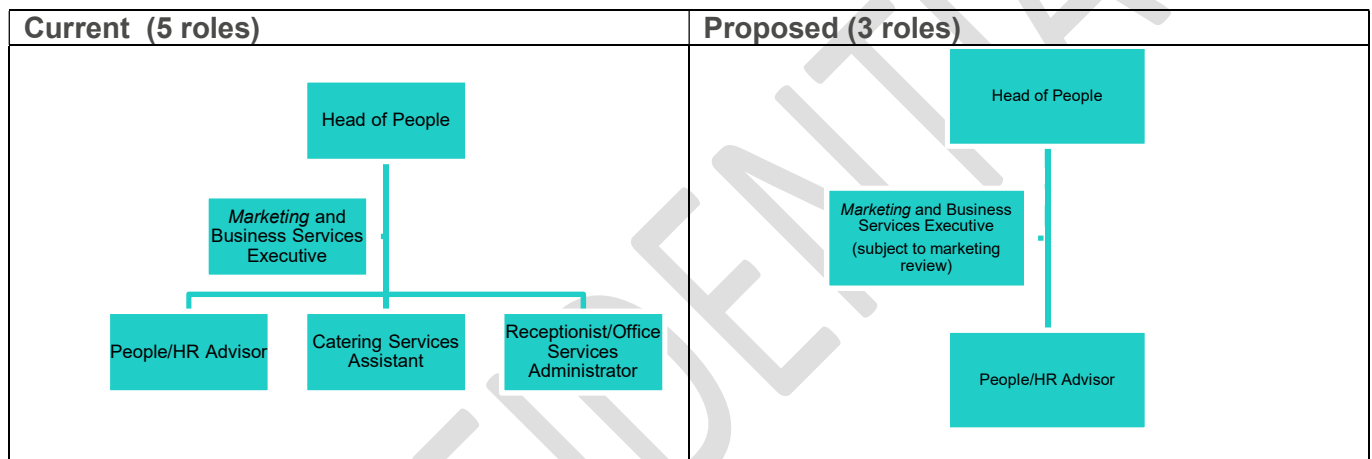 Current (5 roles)
Proposed (3 roles)
Head of People
Marketing and
Business Services
Executive
People/HR Advisor
Catering Services
Assistant
Receptionist/Office
Services
Administrator
Head of People
Marketing and Business
Services Executive
(subject to marketing
review)
People/HR Advisor